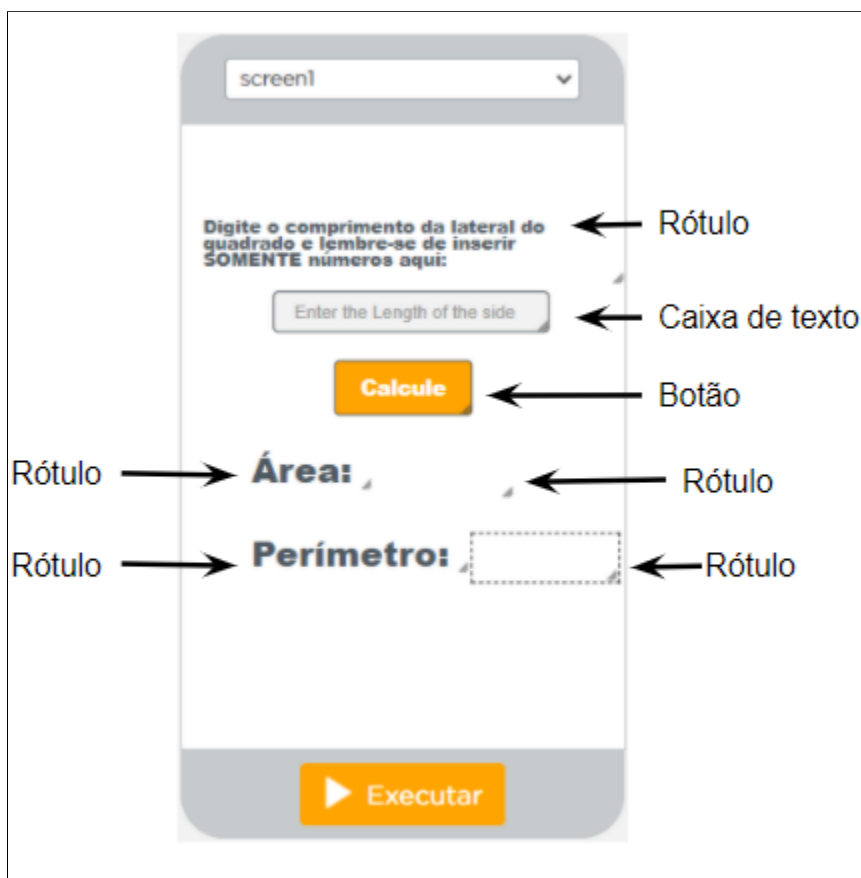 screen1
Digite o comprimento da lateral do
quadrado e lembre-se de inserir
SOMENTE números aqui:
Rótulo
Enter the Length of the side
Caixa de texto
Calcule
Botão
Rótulo
Área:
Rótulo
Rótulo
Perímetro:
Rótulo
Executar